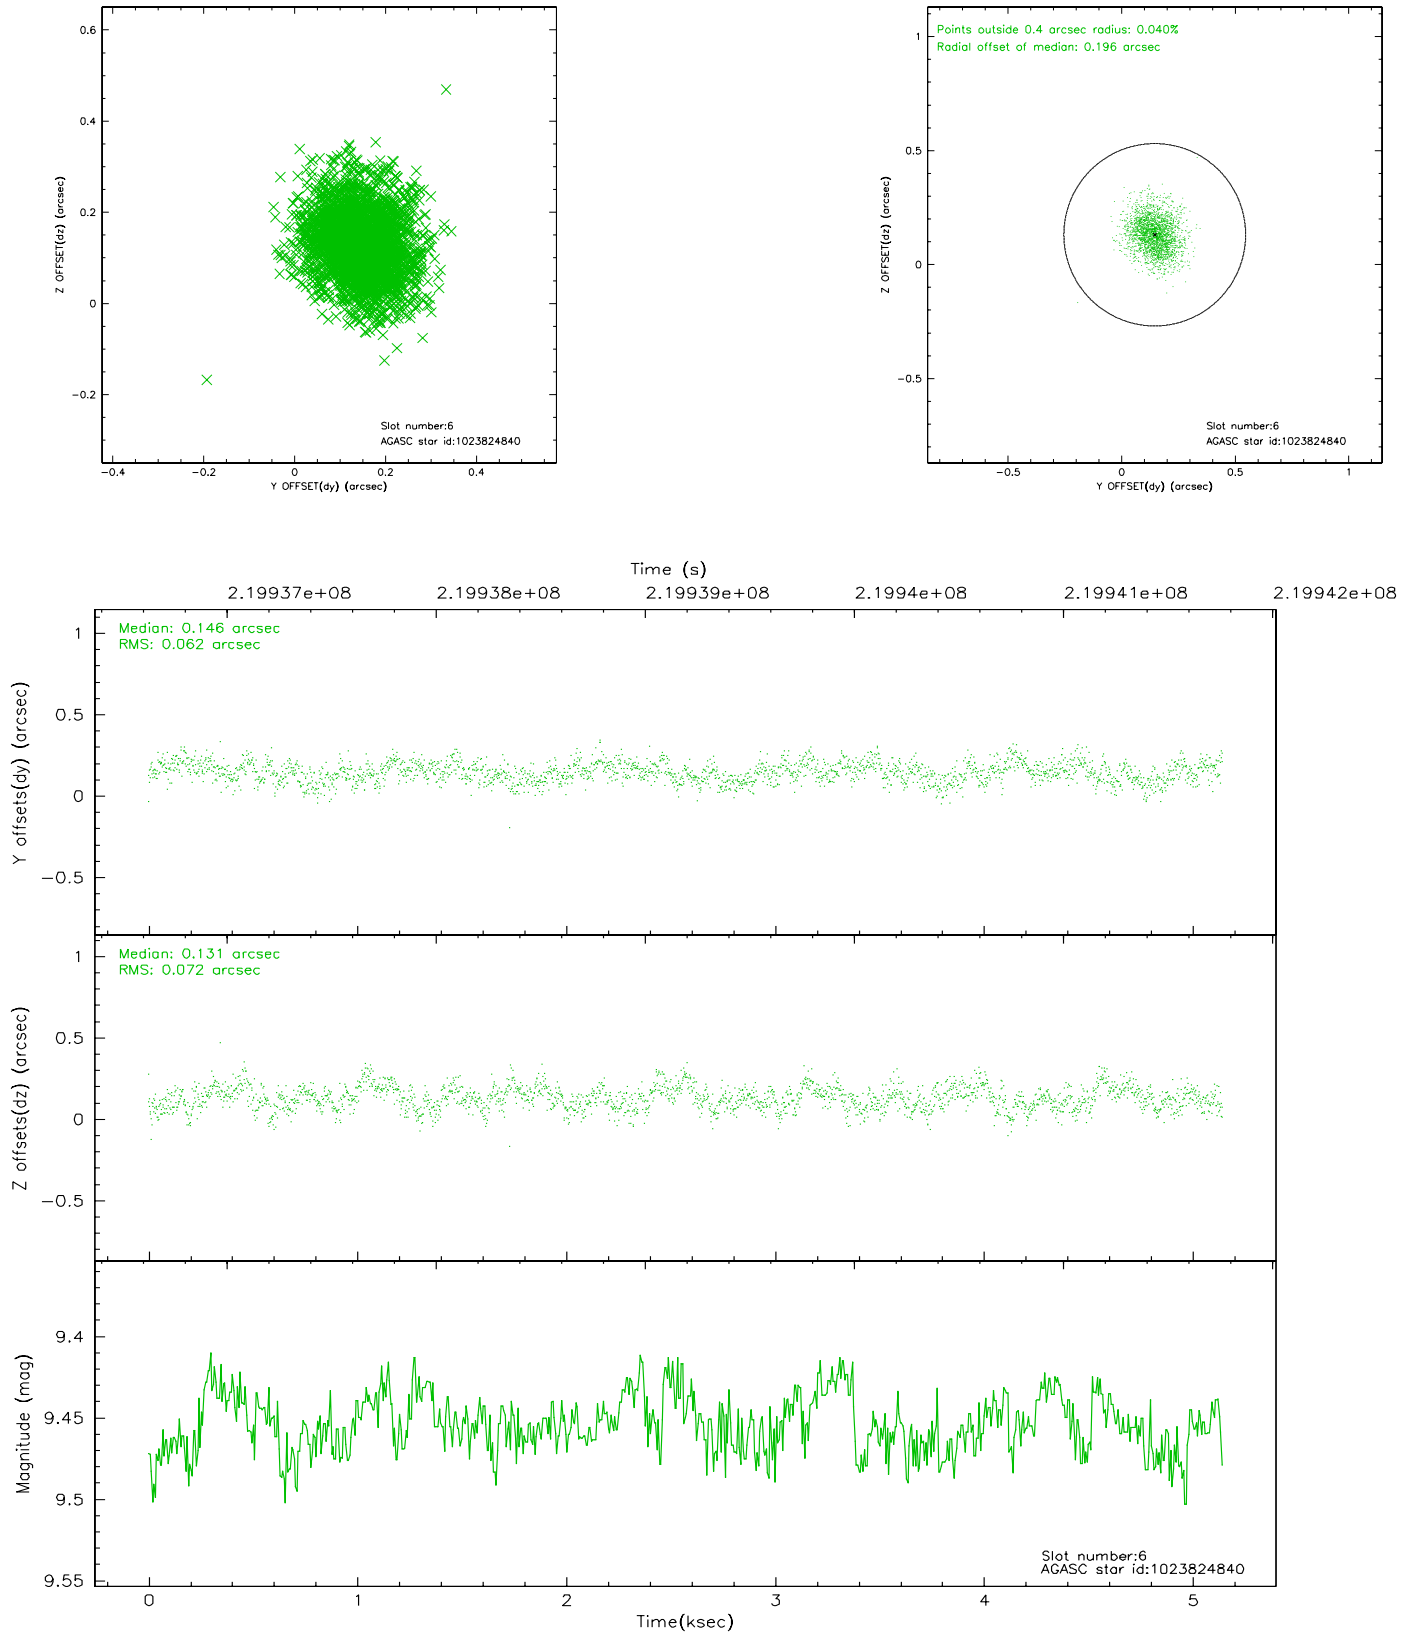 0.6
0.4
0.2
0
−0.2
−0.4
−0.2
0
0.2
0.4
Z OFFSET(dz) (arcsec)
Y OFFSET(dy) (arcsec)
Slot number:6
AGASC star id:1023824840
Points outside 0.4 arcsec radius: 0.040%
Radial offset of median: 0.196 arcsec
1
0.5
0
−0.5
−0.5
0
0.5
1
Z OFFSET(dz) (arcsec)
Y OFFSET(dy) (arcsec)
Slot number:6
AGASC star id:1023824840
Time (s)
2.19937e+08
2.19938e+08
2.19939e+08
2.1994e+08
2.19941e+08
2.19942e+08
Median: 0.146 arcsec
RMS: 0.062 arcsec
1
0.5
0
−0.5
Y offsets(dy) (arcsec)
Median: 0.131 arcsec
RMS: 0.072 arcsec
1
0.5
0
−0.5
Z offsets(dz) (arcsec)
9.4
9.45
9.5
9.55
Magnitude (mag)
Slot number:6
AGASC star id:1023824840
0
1
2
3
4
5
Time(ksec)